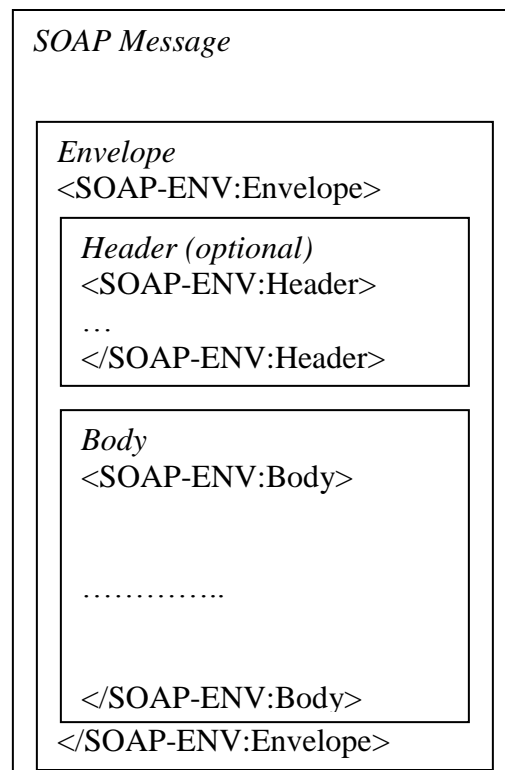 SOAP Message
Envelope
<SOAP-ENV:Envelope>
Header (optional)
<SOAP-ENV:Header>
…
</SOAP-ENV:Header>
Body
<SOAP-ENV:Body>
…………..
</SOAP-ENV:Body>
</SOAP-ENV:Envelope>